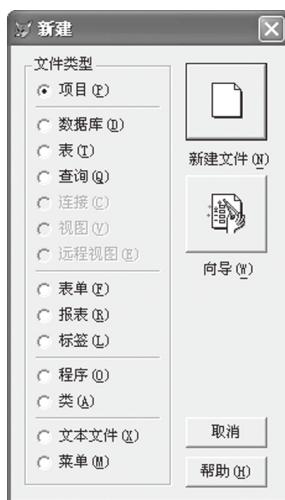 新建
文件类型
项目(P)
数据库(D)
表(T)
查询(Q)
连接(C)
视图(V)
远程视图(E)
表单(F)
报表(R)
标签(L)
程序(O)
类(A)
文本文件(X)
菜单(M)
新建文件(N)
向导(W)
取消
帮助(H)